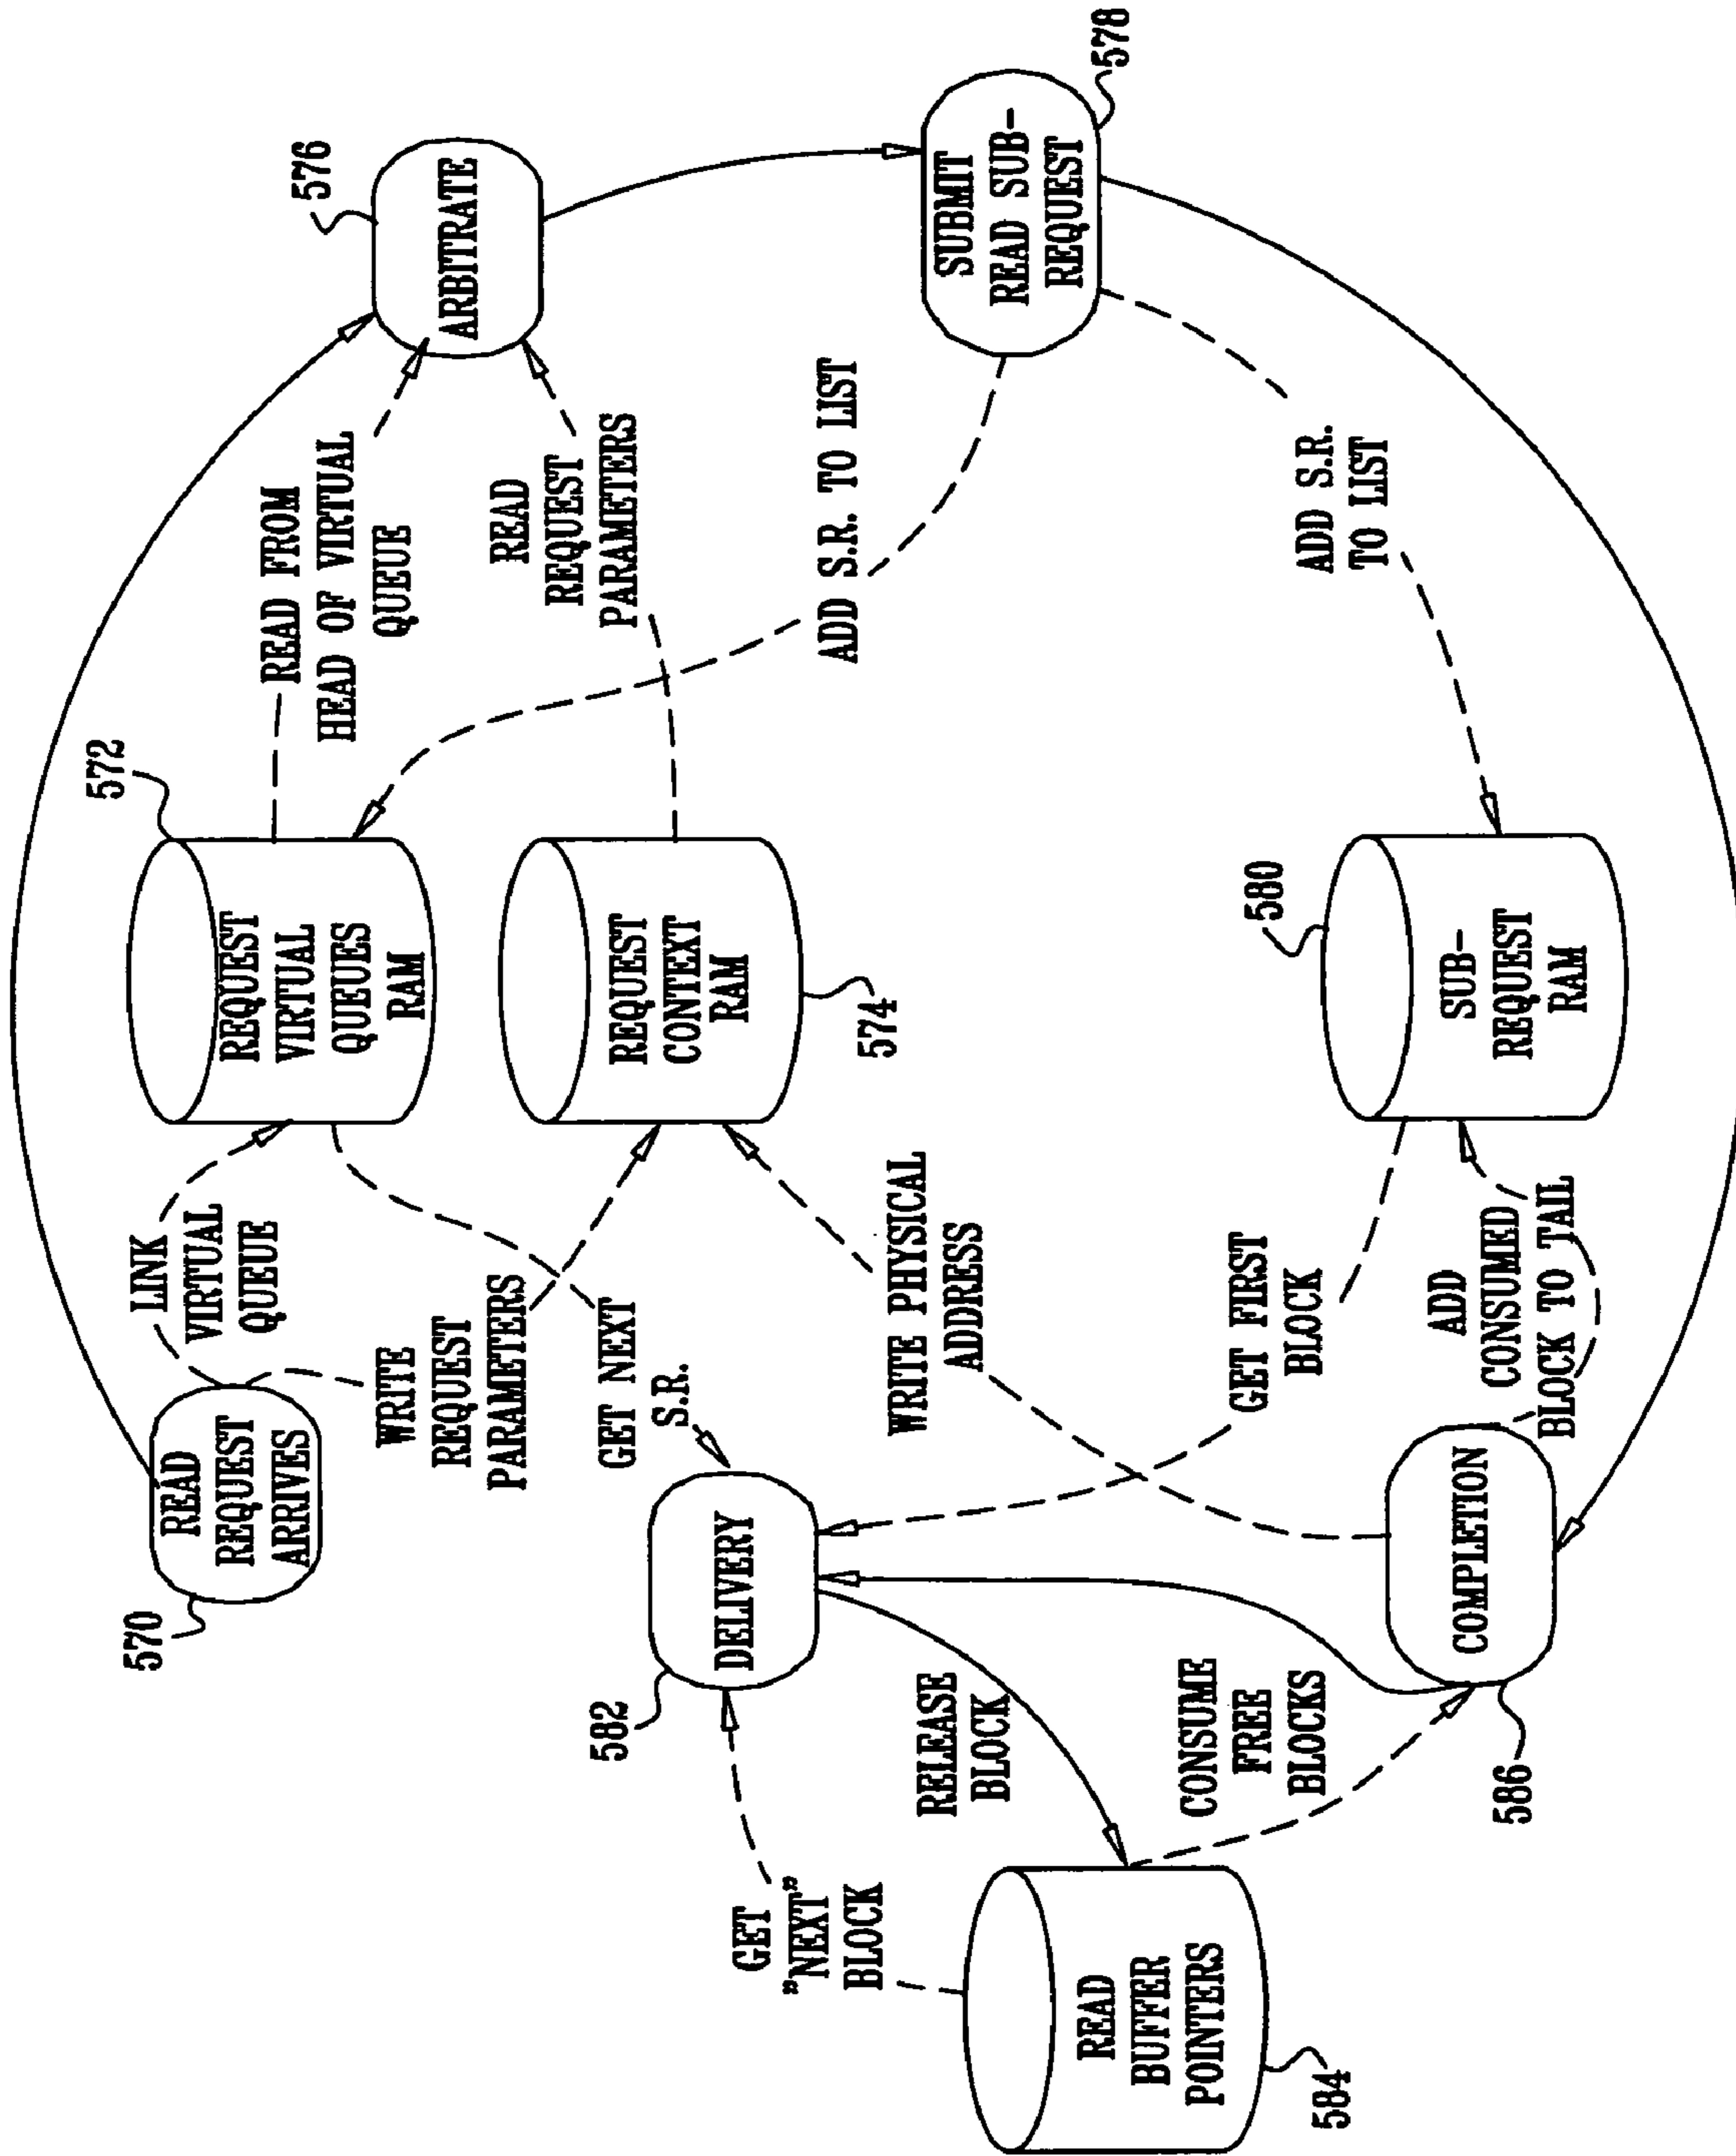 570
READ
REQUEST
ARRIVES
LINK
VIRTUAL
QUEUE
WRITE
REQUEST
PARAMETERS
572
REQUEST
VIRTUAL
QUEUES
RAM
READ FROM
HEAD OF VIRTUAL
QUEUE
576
ARBITRATE
READ
REQUEST
PARAMETERS
REQUEST
CONTEXT
RAM
574
GET NEXT
S.R.
582
DELIVERY
GET
"NEXT"
BLOCK
ADD S.R. TO LIST
WRITE PHYSICAL
ADDRESS
RELEASE
BLOCK
SUBMIT
READ SUB-
REQUEST
578
READ
BUFFER
POINTERS
584
CONSUME
FREE
BLOCKS
GET FIRST
BLOCK
580
SUB-
REQUEST
RAM
ADD S.R.
TO LIST
ADD
CONSUMED
BLOCK TO TAIL
COMPLETION
586